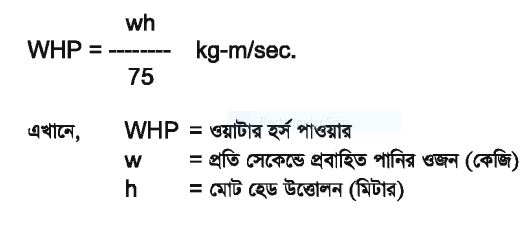 wh
WHP = -------- kg-m/sec.
75
এখানে, WHP = ওয়াটার হর্স পাওয়ার
w = প্রতি সেকেন্ডে প্রবাহিত পানির ওজন (কেজি)
h = মোট হেড উত্তোলন (মিটার)